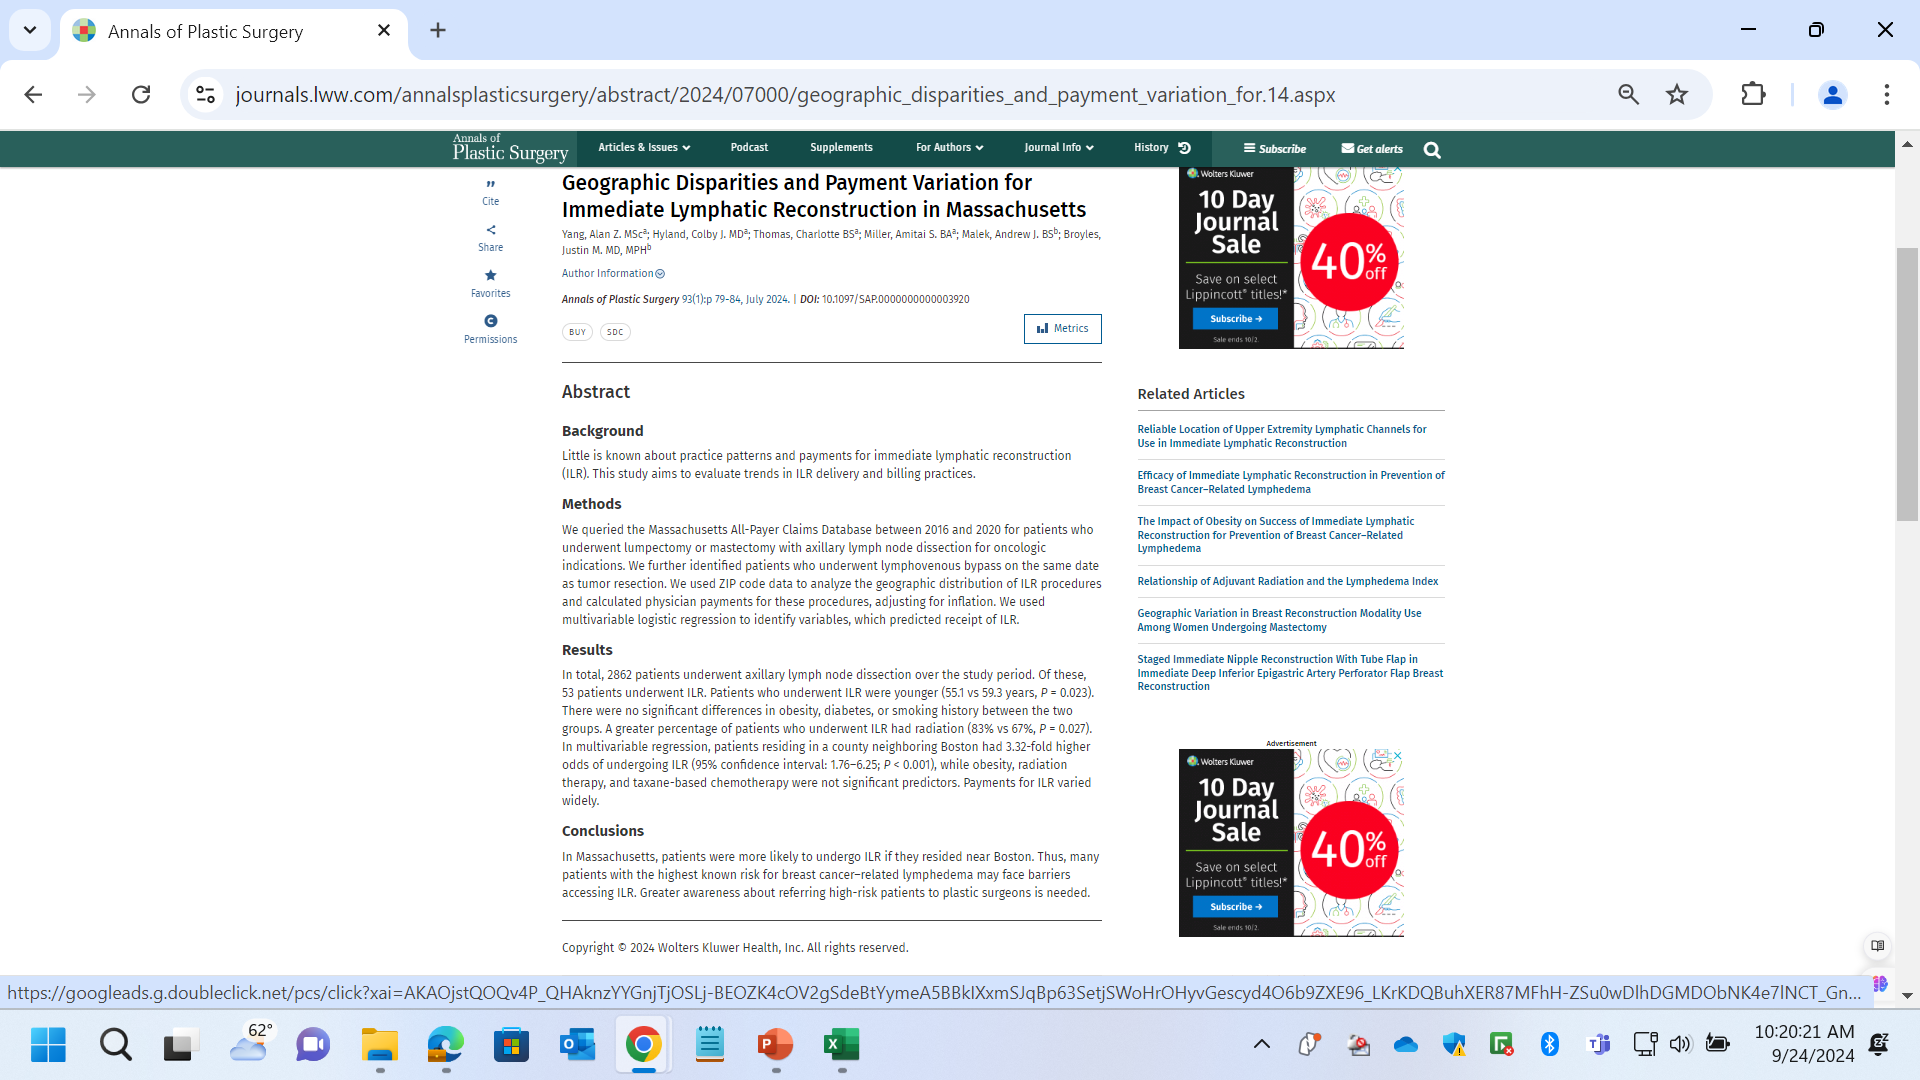 Annals of Plastic Surgery
journals.lww.com/annalsplasticsurgery/abstract/2024/07000/geographic_disparities_and_payment_variation_for.14.aspx
Annals of
Plastic Surgery
Articles & Issues
Podcast
Supplements
For Authors
Journal Info
History
Subscribe
Get alerts
Cite
Share
Favorites
Permissions
Geographic Disparities and Payment Variation for
Immediate Lymphatic Reconstruction in Massachusetts
Yang, Alan Z. MScᵃ; Hyland, Colby J. MDᵃ; Thomas, Charlotte BSᵃ; Miller, Amitai S. BAᵃ; Malek, Andrew J. BSᵇ; Broyles,
Justin M. MD, MPHᵇ
Author Information
Annals of Plastic Surgery 93(1):p 79-84, July 2024. | DOI: 10.1097/SAP.0000000000003920
BUY
SDC
Metrics
Abstract
Background
Little is known about practice patterns and payments for immediate lymphatic reconstruction
(ILR). This study aims to evaluate trends in ILR delivery and billing practices.
Methods
We queried the Massachusetts All-Payer Claims Database between 2016 and 2020 for patients who
underwent lumpectomy or mastectomy with axillary lymph node dissection for oncologic
indications. We further identified patients who underwent lymphovenous bypass on the same date
as tumor resection. We used ZIP code data to analyze the geographic distribution of ILR procedures
and calculated physician payments for these procedures, adjusting for inflation. We used
multivariable logistic regression to identify variables, which predicted receipt of ILR.
Results
In total, 2862 patients underwent axillary lymph node dissection over the study period. Of these,
53 patients underwent ILR. Patients who underwent ILR were younger (55.1 vs 59.3 years, P = 0.023).
There were no significant differences in obesity, diabetes, or smoking history between the two
groups. A greater percentage of patients who underwent ILR had radiation (83% vs 67%, P = 0.027).
In multivariable regression, patients residing in a county neighboring Boston had 3.32-fold higher
odds of undergoing ILR (95% confidence interval: 1.76–6.25; P < 0.001), while obesity, radiation
therapy, and taxane-based chemotherapy were not significant predictors. Payments for ILR varied
widely.
Conclusions
In Massachusetts, patients were more likely to undergo ILR if they resided near Boston. Thus, many
patients with the highest known risk for breast cancer–related lymphedema may face barriers
accessing ILR. Greater awareness about referring high-risk patients to plastic surgeons is needed.
Copyright © 2024 Wolters Kluwer Health, Inc. All rights reserved.
Wolters Kluwer
10 Day
Journal
Sale
40% off
Save on select
Lippincott® titles!*
Subscribe →
Sale ends 10/2.
Related Articles
Reliable Location of Upper Extremity Lymphatic Channels for
Use in Immediate Lymphatic Reconstruction
Efficacy of Immediate Lymphatic Reconstruction in Prevention of
Breast Cancer–Related Lymphedema
The Impact of Obesity on Success of Immediate Lymphatic
Reconstruction for Prevention of Breast Cancer–Related
Lymphedema
Relationship of Adjuvant Radiation and the Lymphedema Index
Geographic Variation in Breast Reconstruction Modality Use
Among Women Undergoing Mastectomy
Staged Immediate Nipple Reconstruction With Tube Flap in
Immediate Deep Inferior Epigastric Artery Perforator Flap Breast
Reconstruction
Advertisement
Wolters Kluwer
10 Day
Journal
Sale
40% off
Save on select
Lippincott® titles!*
Subscribe →
Sale ends 10/2.
https://googleads.g.doubleclick.net/pcs/click?xai=AKAOjstQOQv4P_QHAknzYYGnjTjOSLj-BEOZK4cOV2gSdeBtYymeA5BBklXxmSJqBp63SetjSWoHrOHyvGescyd4O6b9ZXE96_LKrKDQBuhXER87MFhH-ZSu0wDlhDGMDObNK4e7lNCT_Gn...
62°
10:20:21 AM
9/24/2024